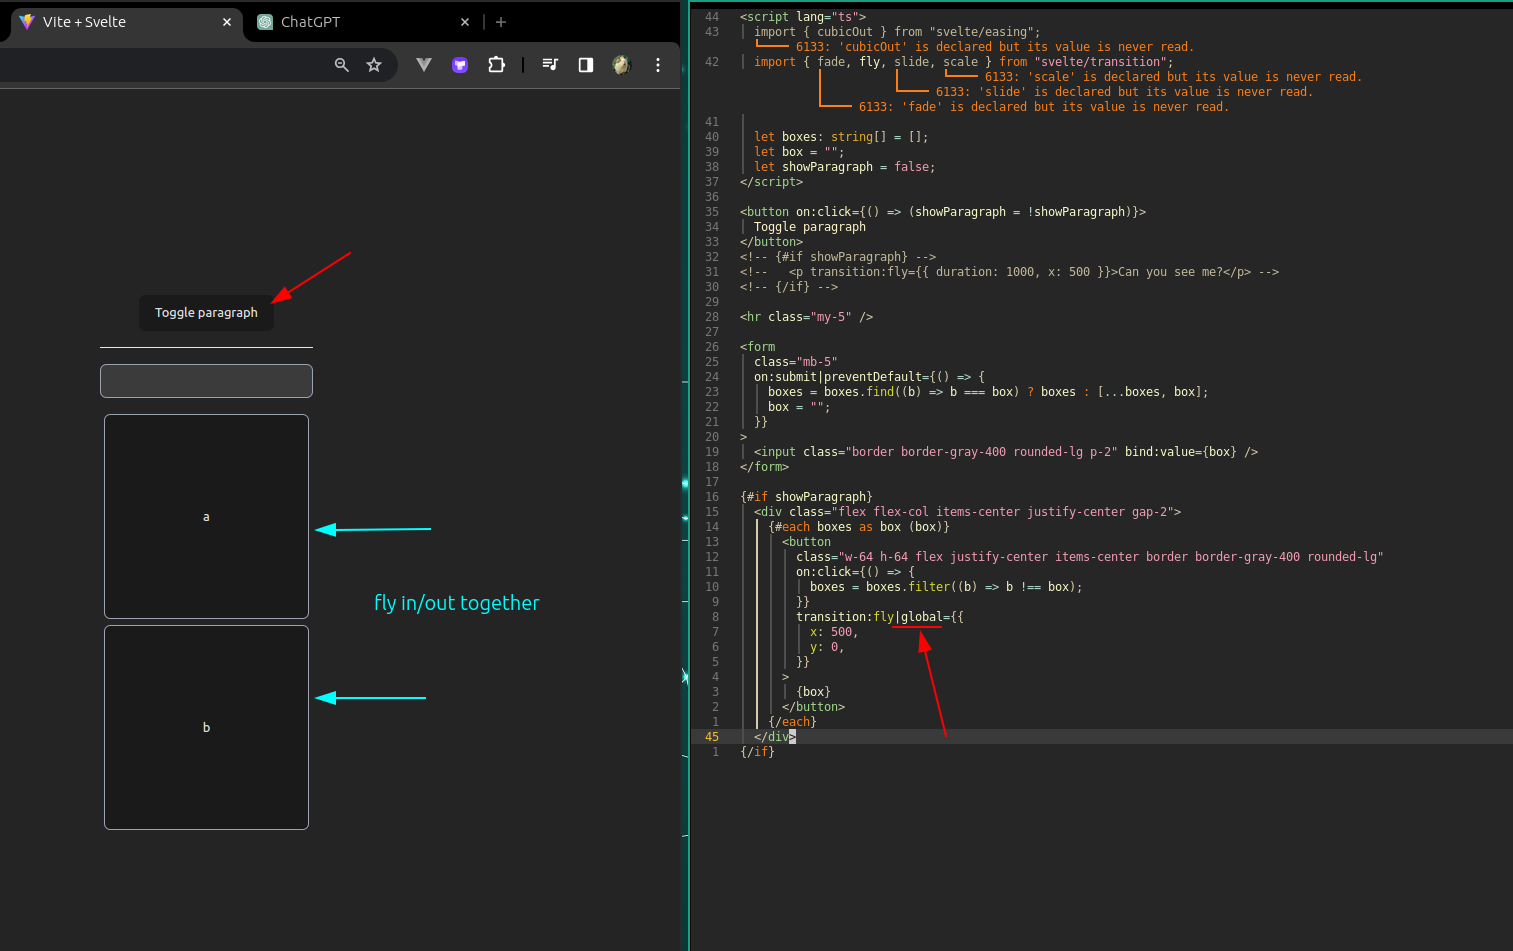 Vite + Svelte
ChatGPT
Toggle paragraph
a
fly in/out together
b
44 <script lang="ts">
43 import { cubicOut } from "svelte/easing";
6133: 'cubicOut' is declared but its value is never read.
42 import { fade, fly, slide, scale } from "svelte/transition";
6133: 'scale' is declared but its value is never read.
6133: 'slide' is declared but its value is never read.
6133: 'fade' is declared but its value is never read.
41
40 let boxes: string[] = [];
39 let box = "";
38 let showParagraph = false;
37 </script>
36
35 <button on:click={() => (showParagraph = !showParagraph)}>
34 Toggle paragraph
33 </button>
32 <!-- {#if showParagraph} -->
31 <!--   <p transition:fly={{ duration: 1000, x: 500 }}>Can you see me?</p> -->
30 <!-- {/if} -->
29
28 <hr class="my-5" />
27
26 <form
25 class="mb-5"
24 on:submit|preventDefault={() => {
23 boxes = boxes.find((b) => b === box) ? boxes : [...boxes, box];
22 box = "";
21 }}
20 >
19 <input class="border border-gray-400 rounded-lg p-2" bind:value={box} />
18 </form>
17
16 {#if showParagraph}
15 <div class="flex flex-col items-center justify-center gap-2">
14 {#each boxes as box (box)}
13 <button
12 class="w-64 h-64 flex justify-center items-center border border-gray-400 rounded-lg"
11 on:click={() => {
10 boxes = boxes.filter((b) => b !== box);
9 }}
8 transition:fly|global={{
7 x: 500,
6 y: 0,
5 }}
4 >
3 {box}
2 </button>
1 {/each}
45 </div>
1 {/if}